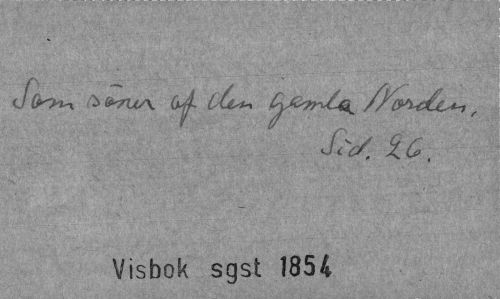 Som söner af den gamla Norden.
Sid. 26.
Visbok sgst 1854